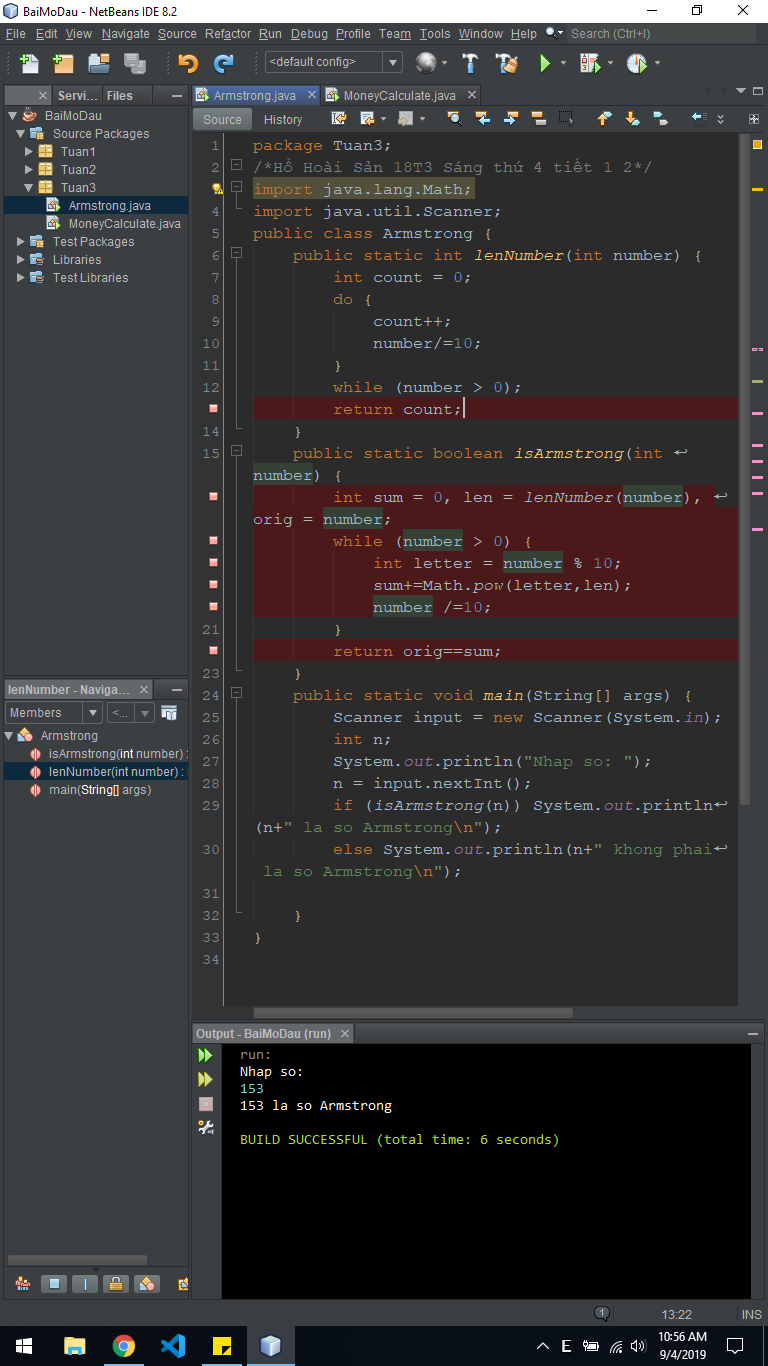 BaiMoDau - NetBeans IDE 8.2
File Edit View Navigate Source Refactor Run Debug Profile Team Tools Window Help Search (Ctrl+I)
<default config>
Servi... Files
BaiMoDau
Source Packages
Tuan1
Tuan2
Tuan3
Armstrong.java
MoneyCalculate.java
Test Packages
Libraries
Test Libraries
lenNumber - Naviga...
Members <...
Armstrong
isArmstrong(int number) :
lenNumber(int number) :
main(String[] args)
Armstrong.java MoneyCalculate.java
Source History
1 package Tuan3;
2 /*Hồ Hoài Sản 18T3 Sáng thứ 4 tiết 1 2*/
import java.lang.Math;
4 import java.util.Scanner;
5 public class Armstrong {
6 public static int lenNumber(int number) {
7 int count = 0;
8 do {
9 count++;
10 number/=10;
11 }
12 while (number > 0);
return count;
14 }
15 public static boolean isArmstrong(int
number) {
int sum = 0, len = lenNumber(number),
orig = number;
while (number > 0) {
int letter = number % 10;
sum+=Math.pow(letter,len);
number /=10;
21 }
return orig==sum;
23 }
24 public static void main(String[] args) {
25 Scanner input = new Scanner(System.in);
26 int n;
27 System.out.println("Nhap so: ");
28 n = input.nextInt();
29 if (isArmstrong(n)) System.out.println
(n+" la so Armstrong\n");
30 else System.out.println(n+" khong phai
la so Armstrong\n");
31
32 }
33 }
34
Output - BaiMoDau (run)
run:
Nhap so:
153
153 la so Armstrong
BUILD SUCCESSFUL (total time: 6 seconds)
1 13:22 INS
E 10:56 AM
9/4/2019